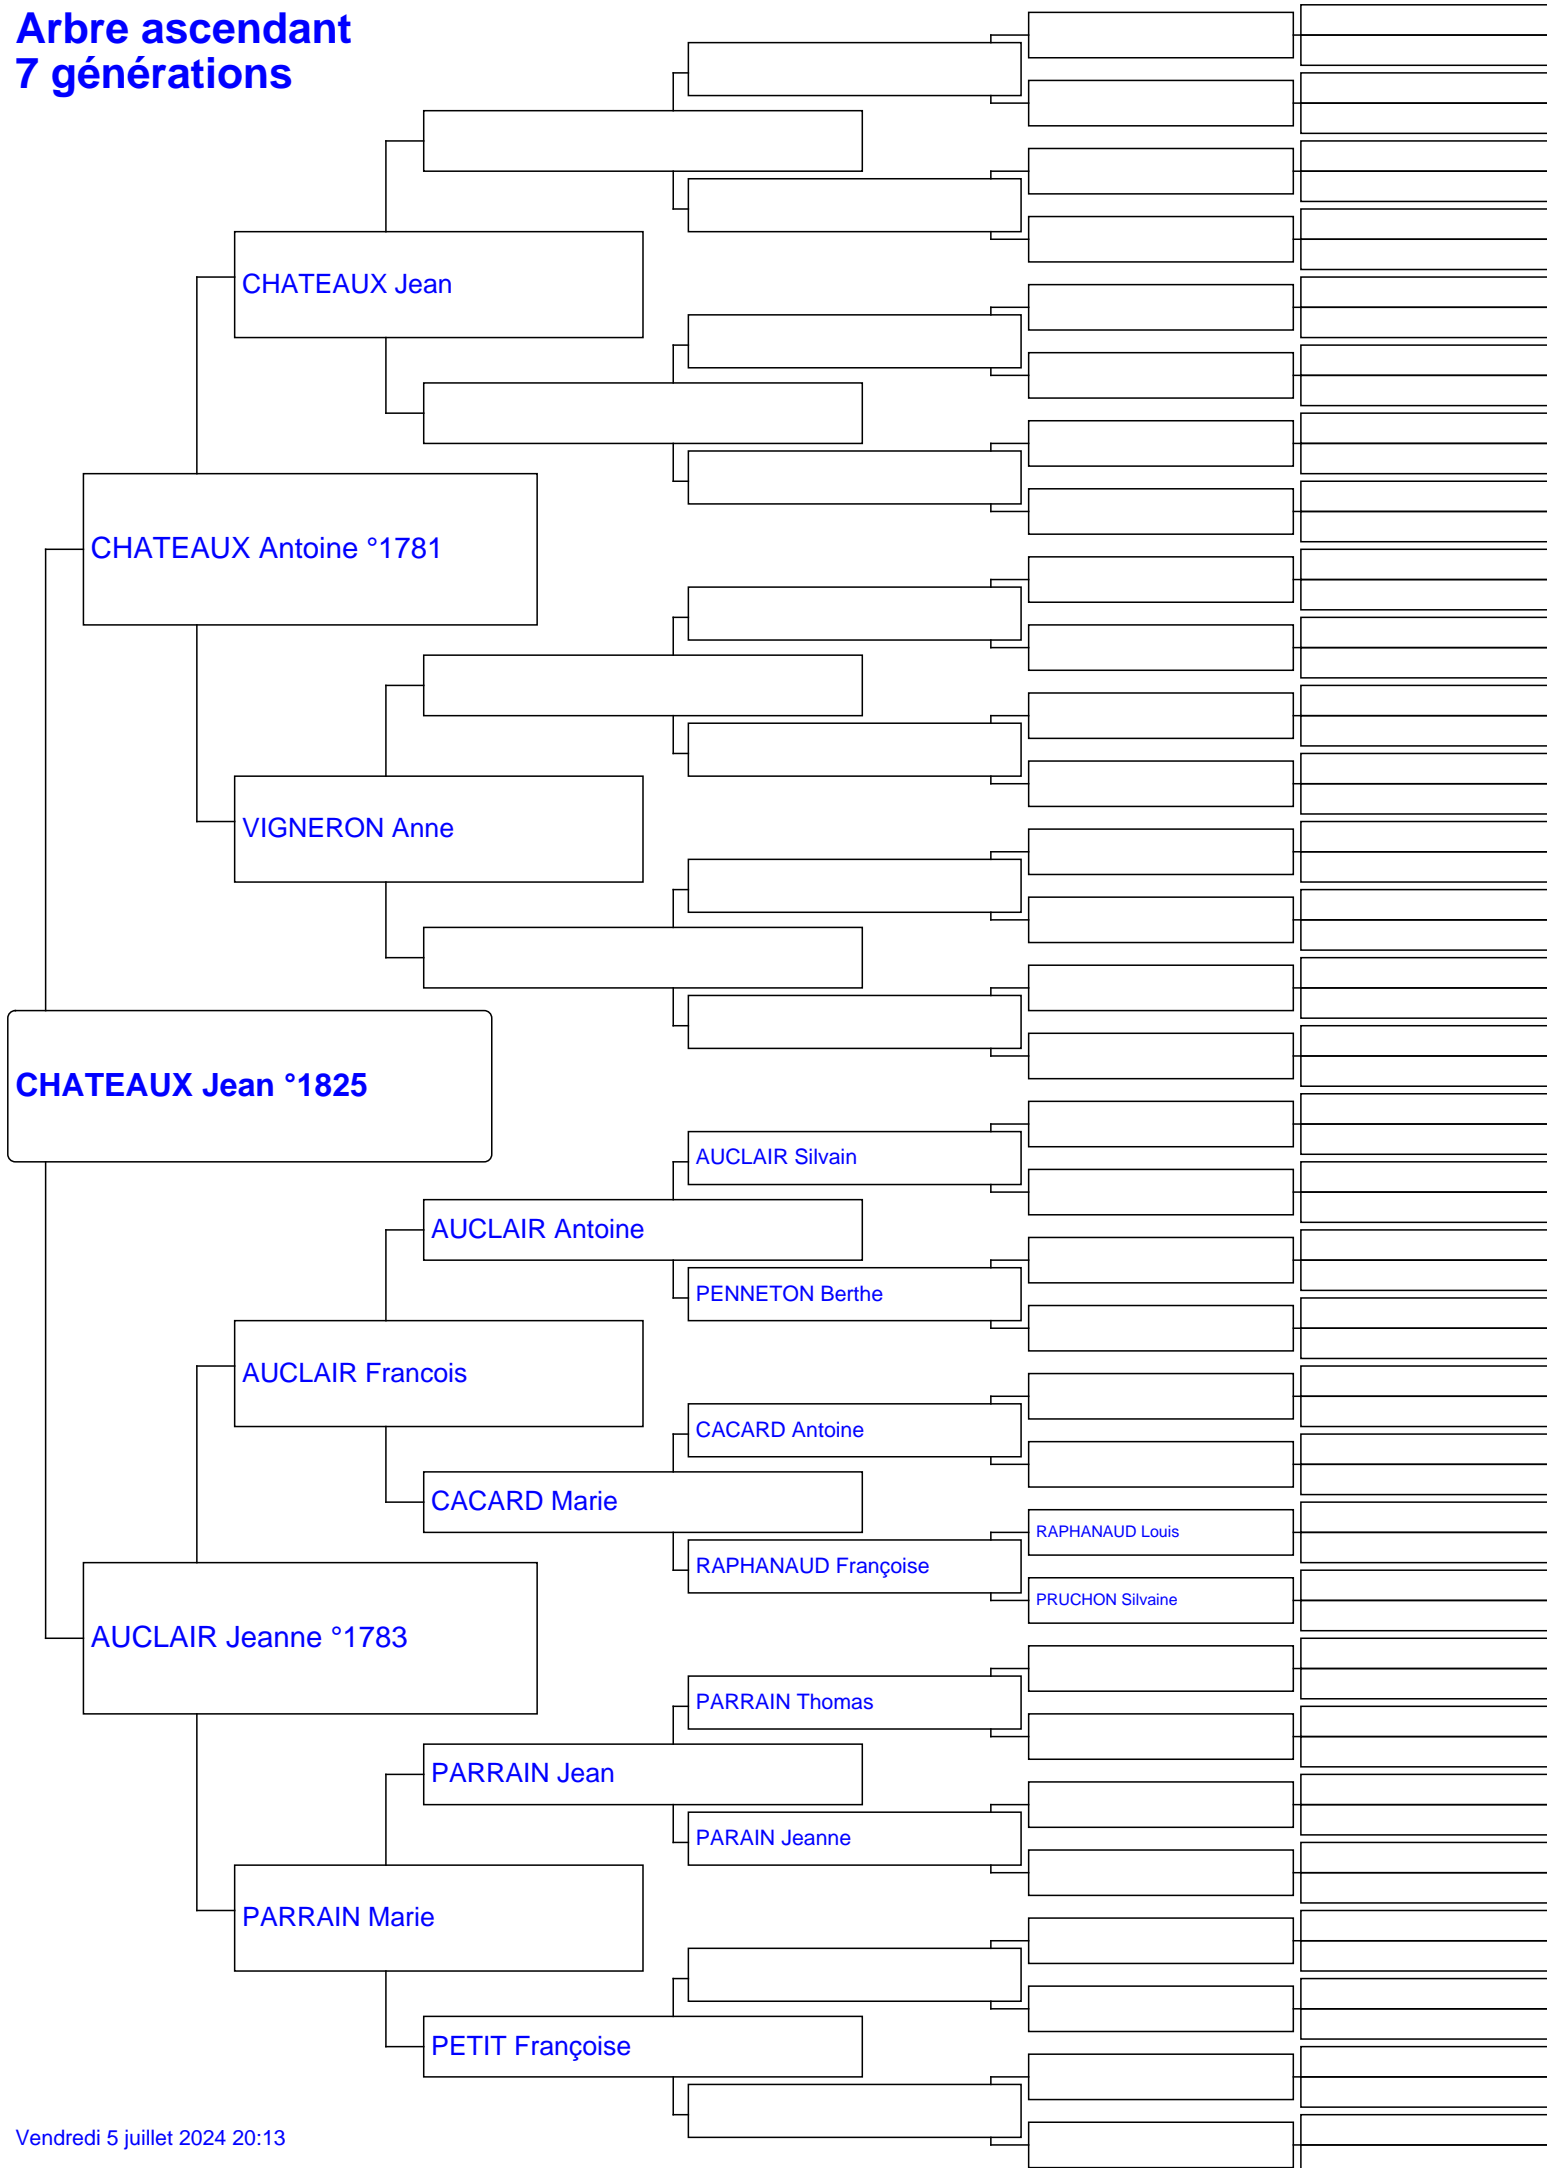 Arbre ascendant
7 générations
CHATEAUX Jean
CHATEAUX Antoine °1781
VIGNERON Anne
CHATEAUX Jean °1825
AUCLAIR Silvain
AUCLAIR Antoine
PENNETON Berthe
AUCLAIR Francois
CACARD Antoine
CACARD Marie
RAPHANAUD Louis
RAPHANAUD Françoise
PRUCHON Silvaine
AUCLAIR Jeanne °1783
PARRAIN Thomas
PARRAIN Jean
PARAIN Jeanne
PARRAIN Marie
PETIT Françoise
Vendredi 5 juillet 2024 20:13